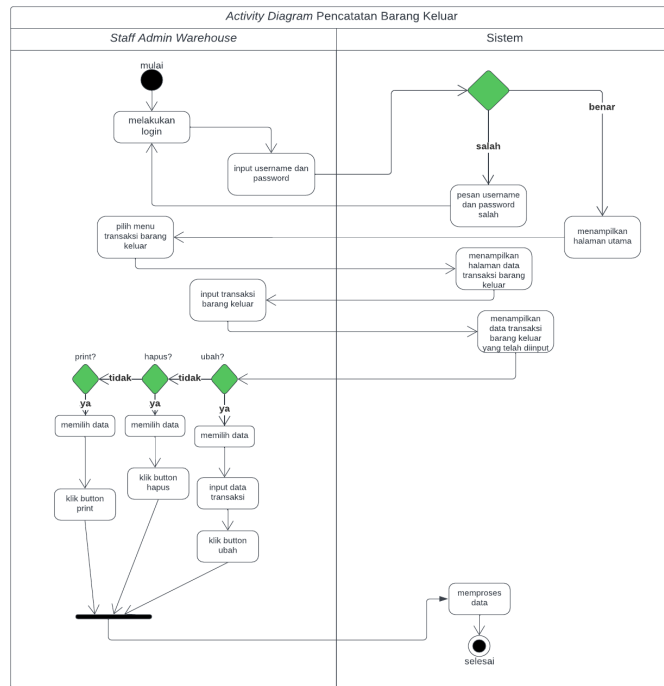 Activity Diagram Pencatatan Barang Keluar
Staff Admin Warehouse
Sistem
mulai
melakukan
login
input username dan
password
benar
salah
pesan username
dan password
salah
menampilkan
halaman utama
pilih menu
transaksi barang
keluar
menampilkan
halaman data
transaksi barang
keluar
input transaksi
barang keluar
menampilkan
data transaksi
barang keluar
yang telah diinput
print?
hapus?
ubah?
tidak
tidak
ya
ya
ya
memilih data
memilih data
memilih data
klik button
print
klik button
hapus
input data
transaksi
klik button
ubah
memproses
data
selesai